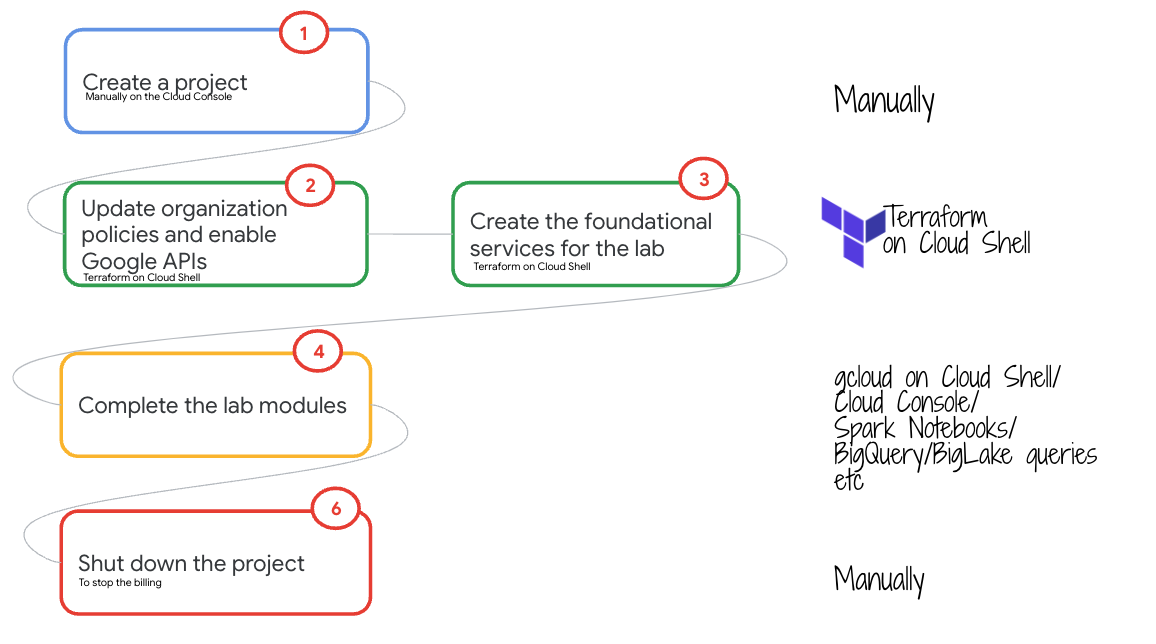 1
Create a project
Manually on the Cloud Console
Manually
2
Update organization
policies and enable
Google APIs
Terraform on Cloud Shell
3
Create the foundational
services for the lab
Terraform on Cloud Shell
Terraform
on Cloud Shell
4
Complete the lab modules
gcloud on Cloud Shell/
Cloud Console/
Spark Notebooks/
BigQuery/BigLake queries
etc
6
Shut down the project
To stop the billing
Manually